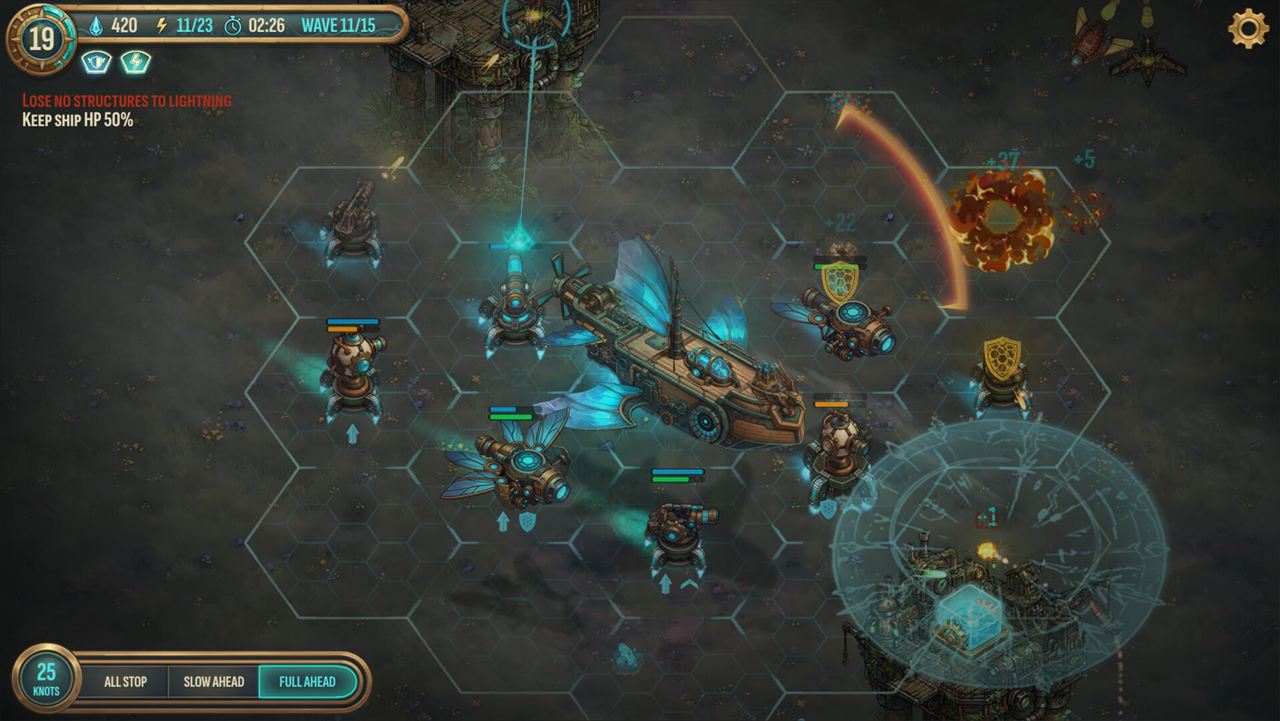 19
420
11/23
02:26
WAVE 11/15
LOSE NO STRUCTURES TO LIGHTNING
KEEP SHIP HP 50%
+37
+5
+22
+1
25
KNOTS
ALL STOP
SLOW AHEAD
FULL AHEAD